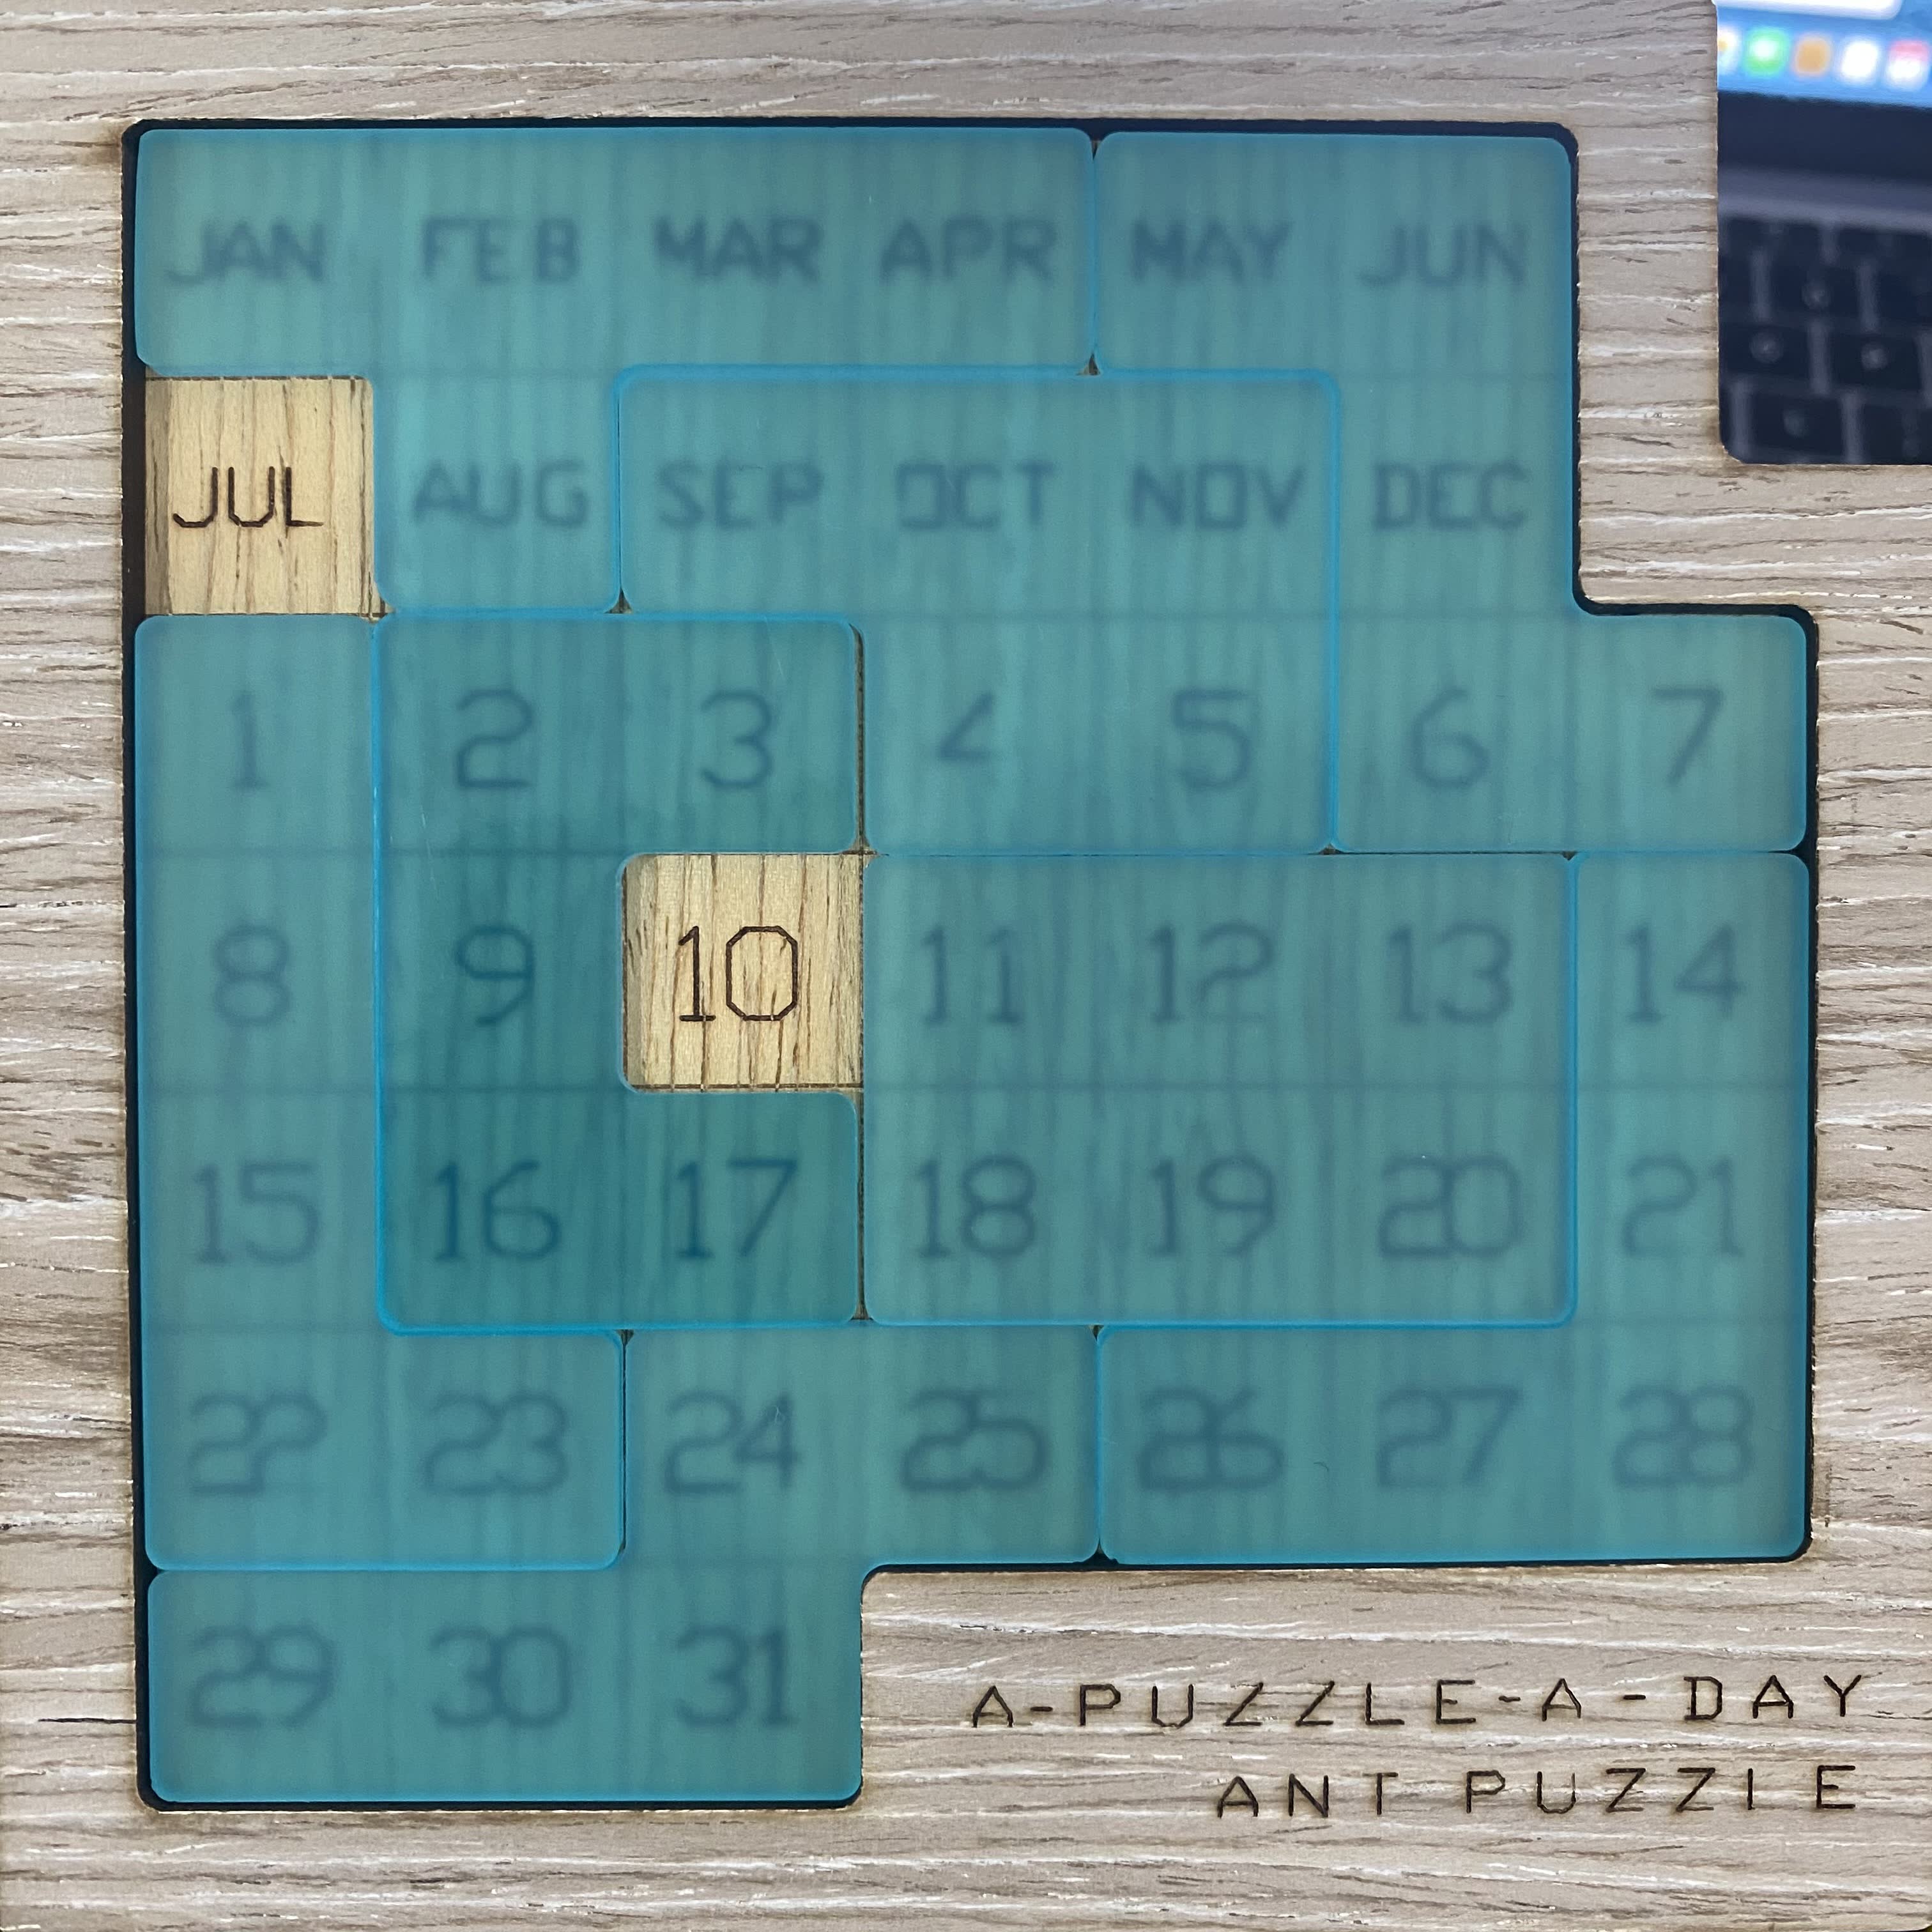 JAN FEB MAR APR MAY JUN
JUL AUG SEP OCT NOV DEC
1 2 3 4 5 6 7
8 9 10 11 12 13 14
15 16 17 18 19 20 21
22 23 24 25 26 27 28
29 30 31
A-PUZZLE-A-DAY
ANT PUZZLE